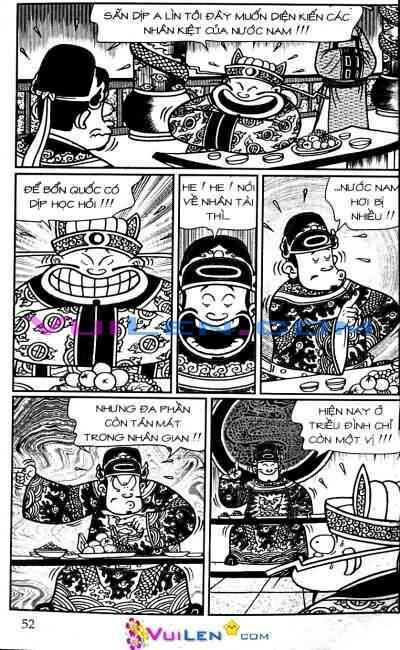 SẴN DỊP A LÌN TỚI ĐÂY MUỐN DIỆN KIẾN CÁC
NHÂN KIỆT CỦA NƯỚC NAM !!!
ĐỂ BỔN QUỐC CÓ
DỊP HỌC HỎI !!!
HE ! HE ! NÓI
VỀ NHÂN TÀI
THÌ...
...NƯỚC NAM
HƠI BỊ
NHIỀU !!
VUILEN.COM
NHƯNG ĐA PHẦN
CÒN TẢN MÁT
TRONG NHÂN GIAN !!
HIỆN NAY Ở
TRIỀU ĐÌNH CHỈ
CÒN MỘT VỊ !!!
52
VUILEN COM